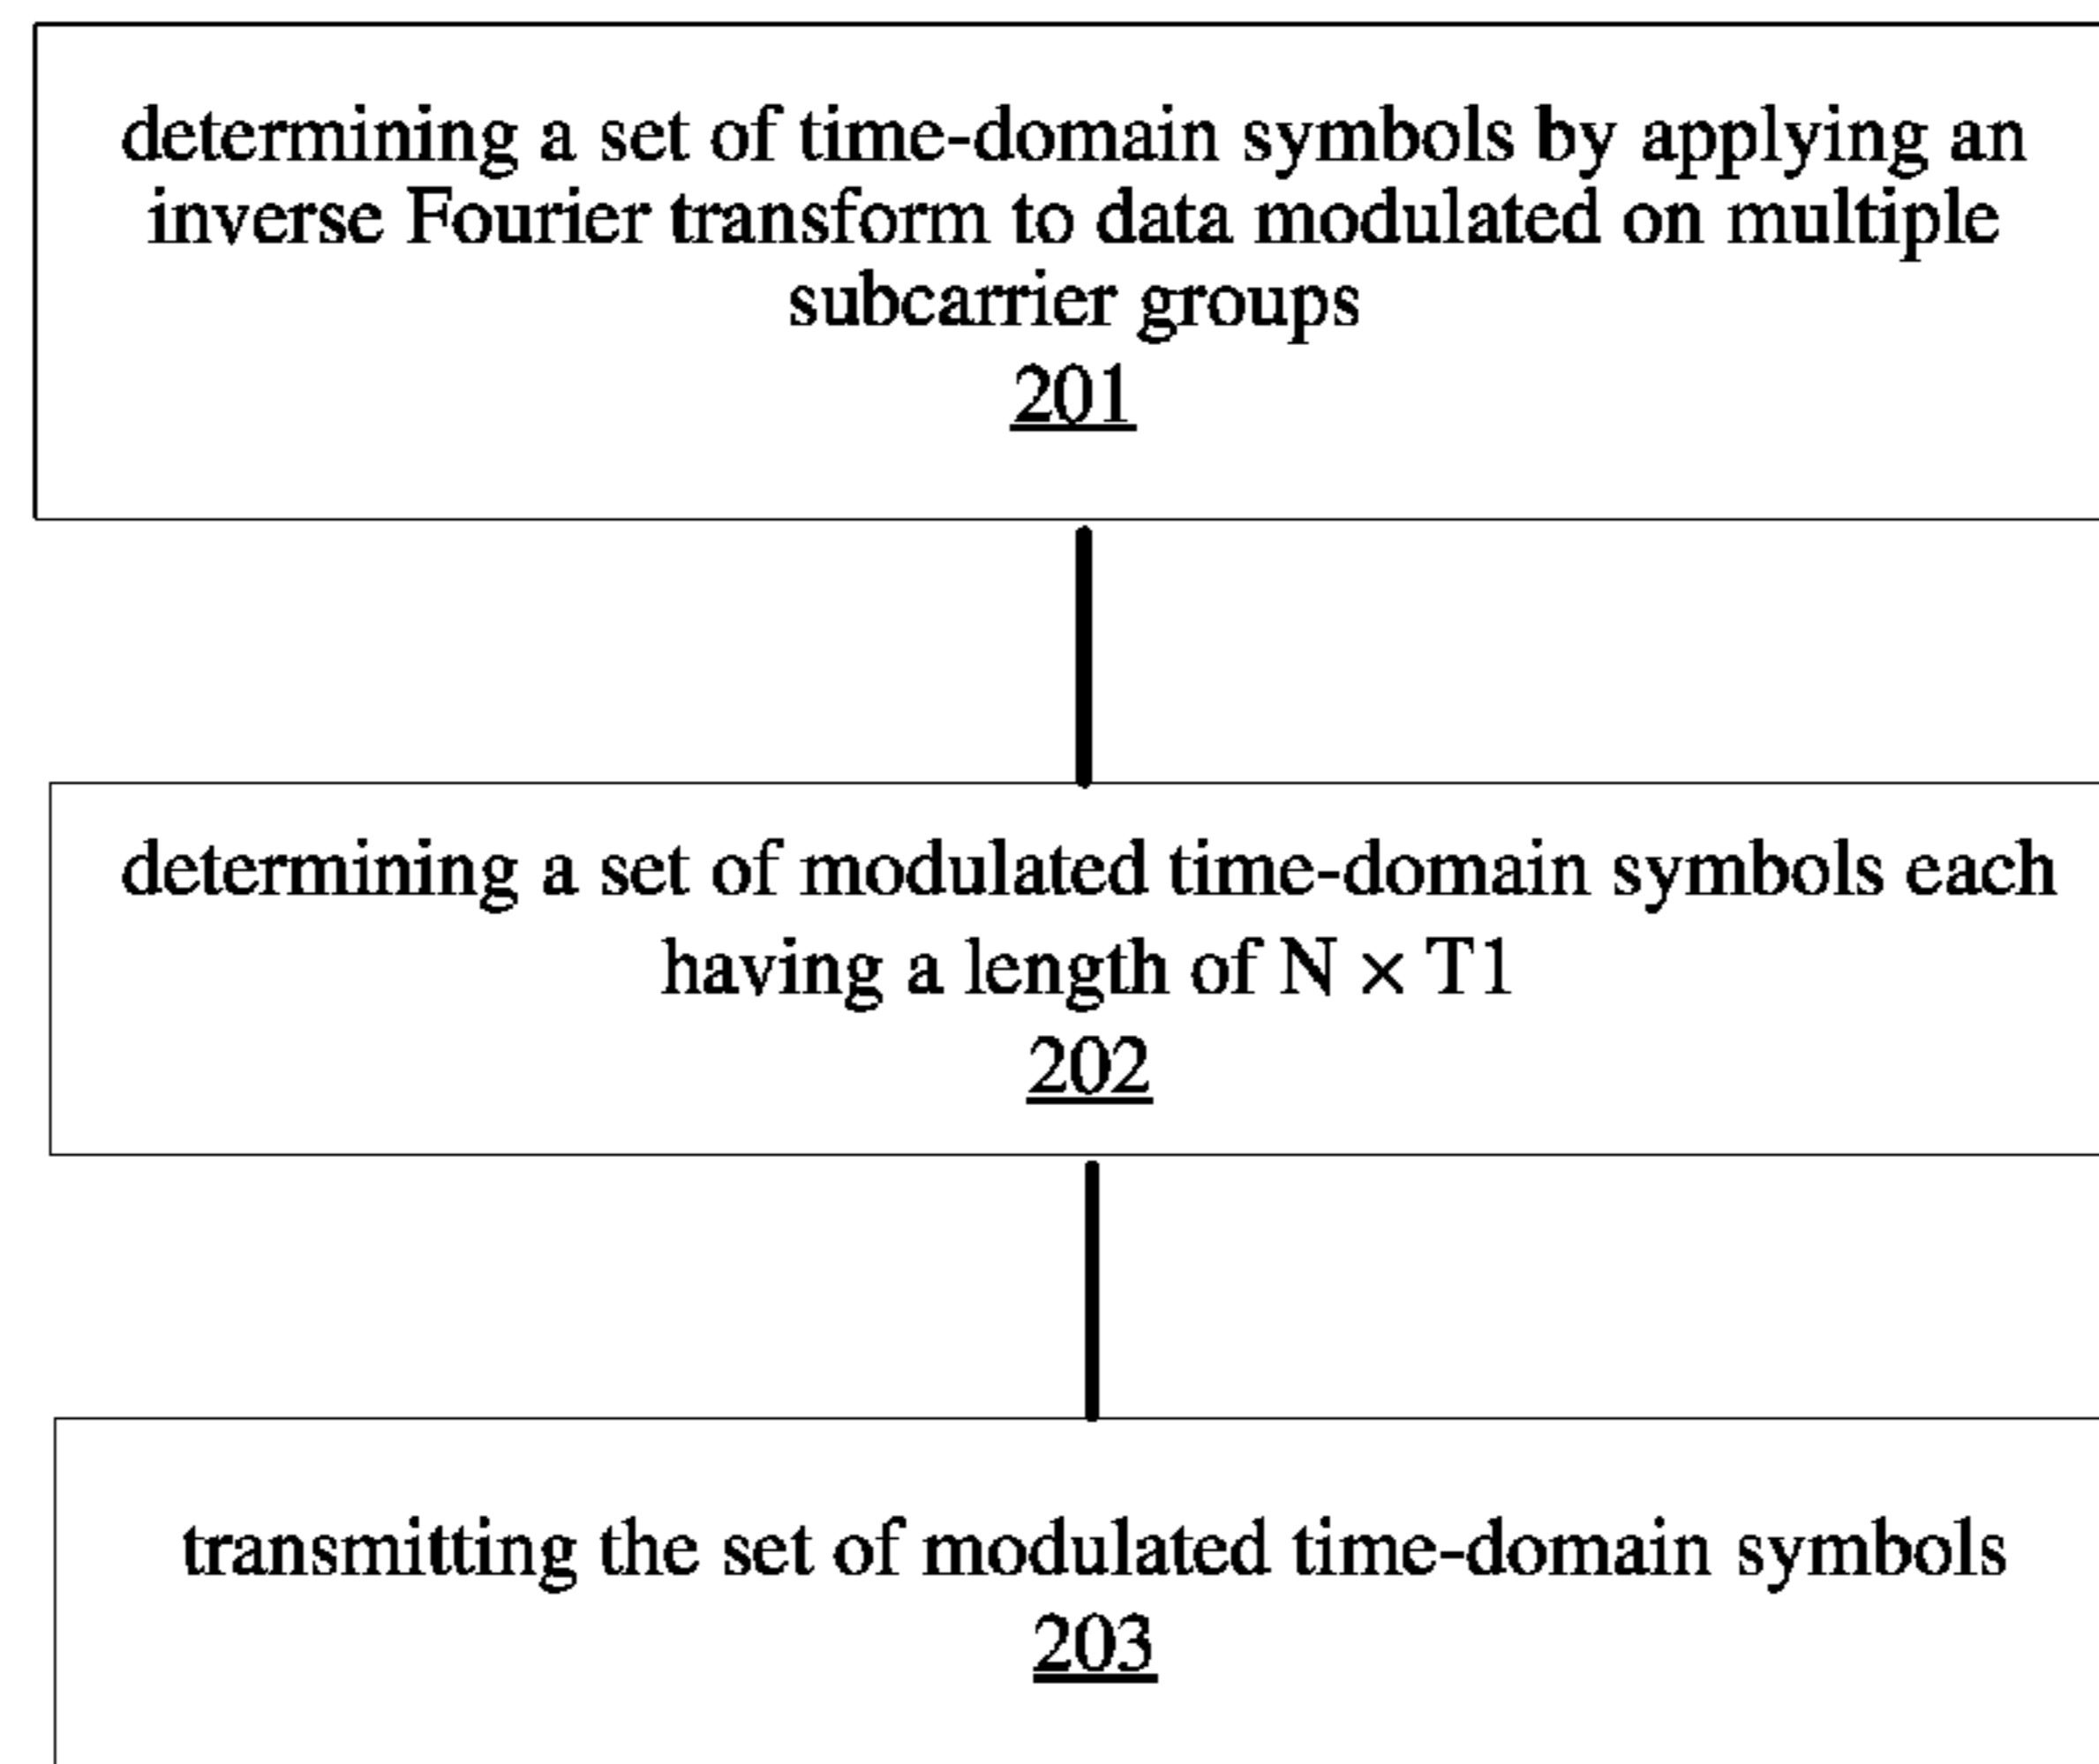 determining a set of time-domain symbols by applying an
inverse Fourier transform to data modulated on multiple
subcarrier groups
201
determining a set of modulated time-domain symbols each
having a length of N × T1
202
transmitting the set of modulated time-domain symbols
203